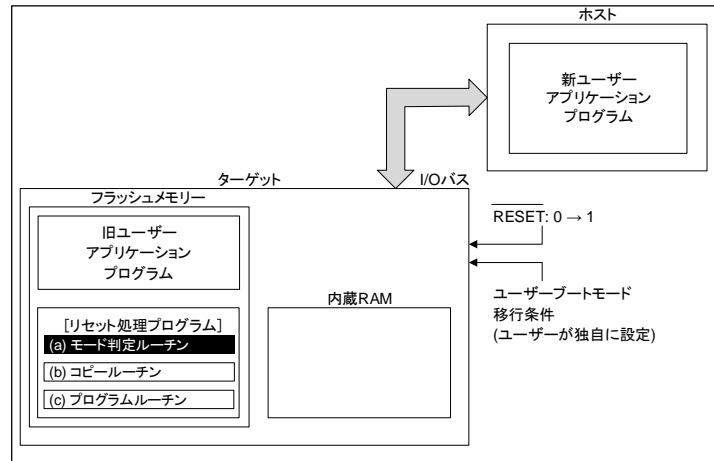 ホスト
新ユーザー
アプリケーション
プログラム
ターゲット
I/Oバス
フラッシュメモリー
旧ユーザー
アプリケーション
プログラム
RESET: 0 → 1
ユーザーブートモード
移行条件
(ユーザーが独自に設定)
内蔵RAM
[リセット処理プログラム]
(a) モード判定ルーチン
(b) コピールーチン
(c) プログラムルーチン